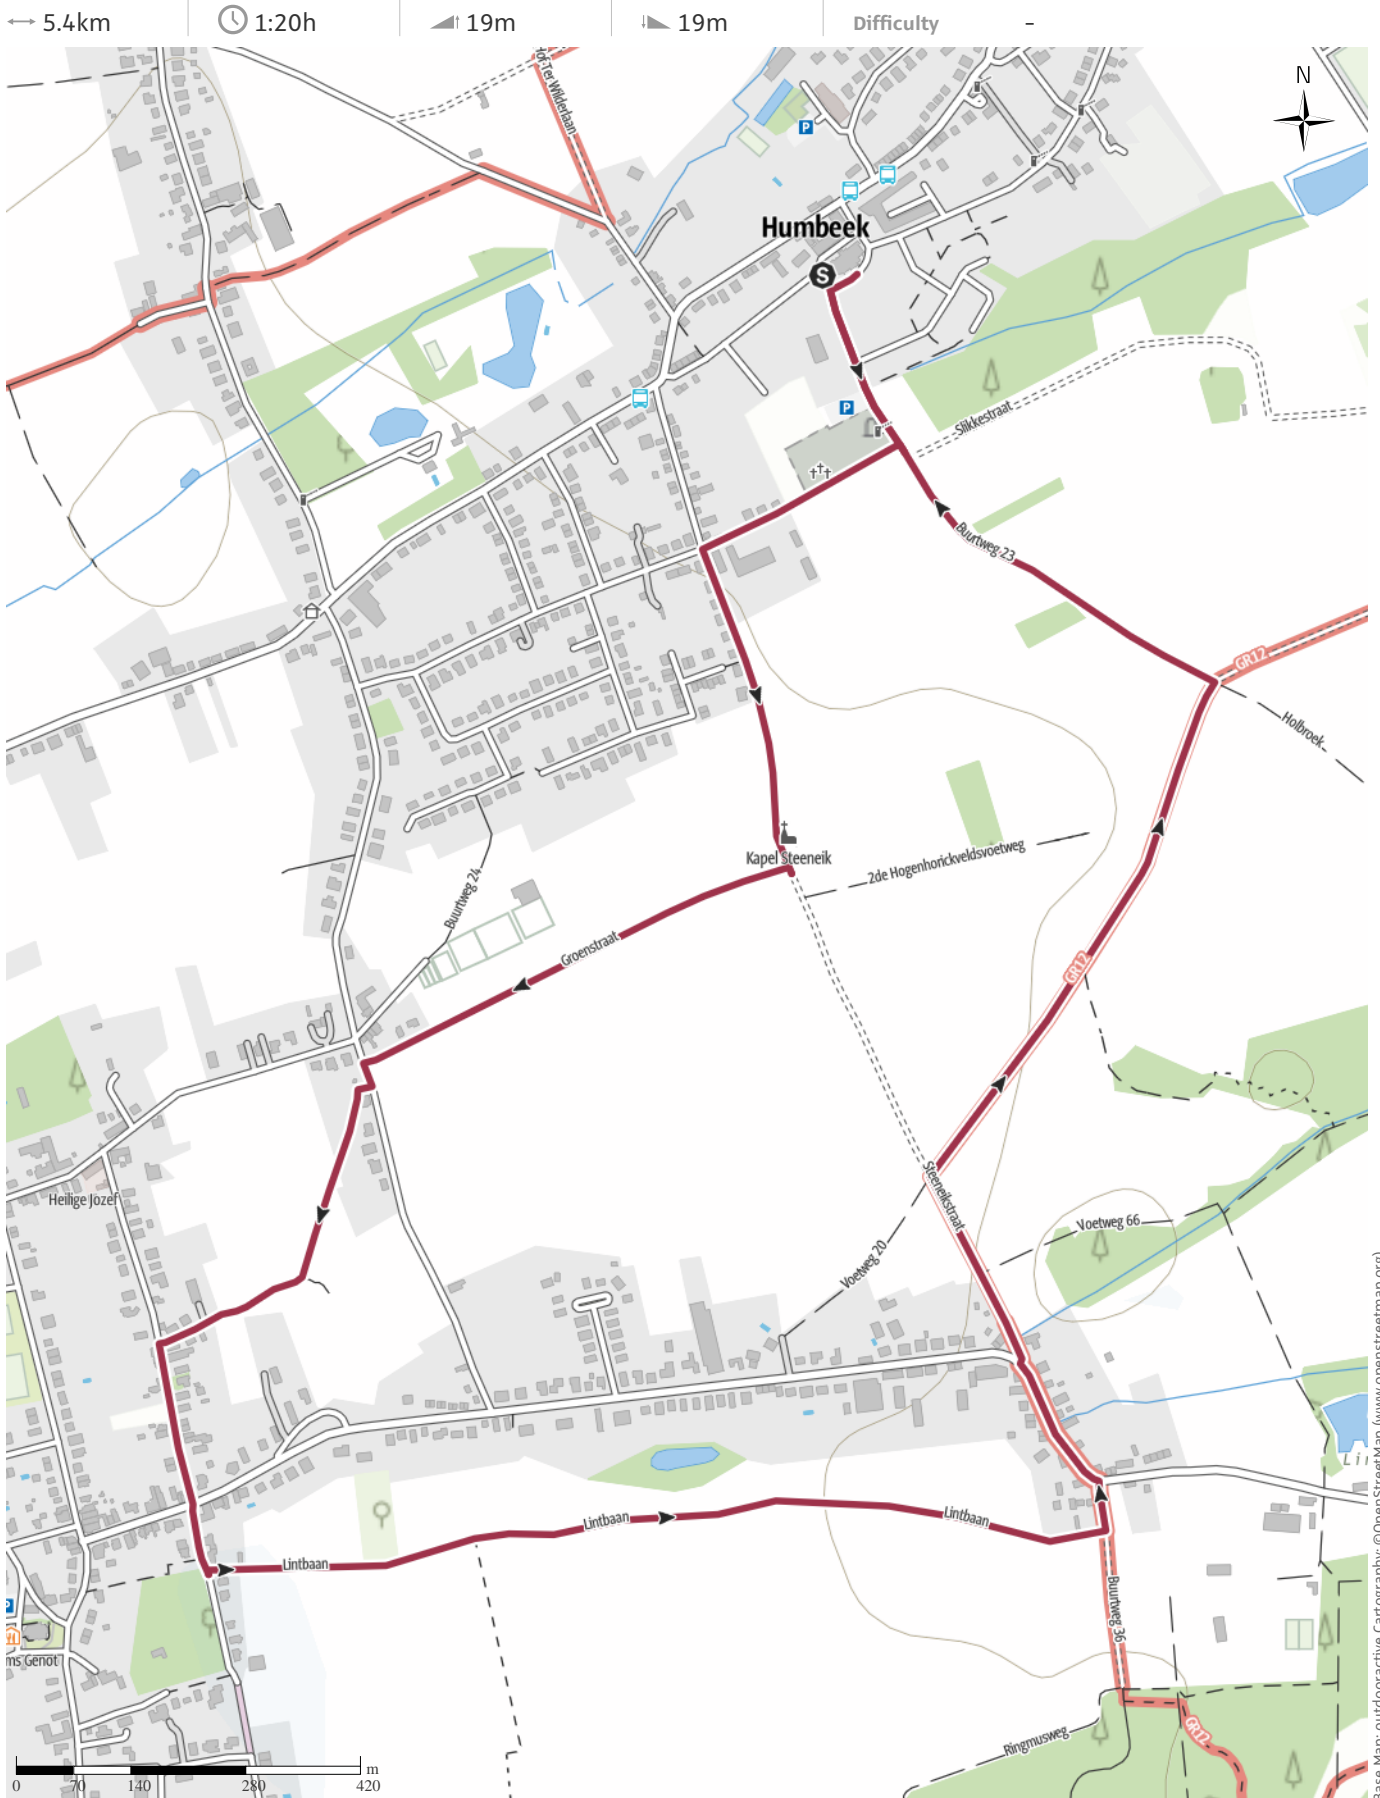 5.4km 1:20h 19m 19m Difficulty -
Hof-Ter Wilderlaan
N
P
Humbeek
S
P
Slikkestraat
Buurtweg 23
GR12
Holbroek
Kapel Steeneik
2de Hogenhorickveldsvoetweg
Buurtweg 24
Groenstraat
GR12
Heilige Jozef
Steeneikstraat
Voetweg 66
Voetweg 20
Lintbaan
Lintbaan
Lintbaan
Buurtweg 36
P
ms Genot
GR12
Ringmusweg
0 70 140 280 420 m
Base Map: outdooractive Cartography; ©OpenStreetMap (www.openstreetmap.org)